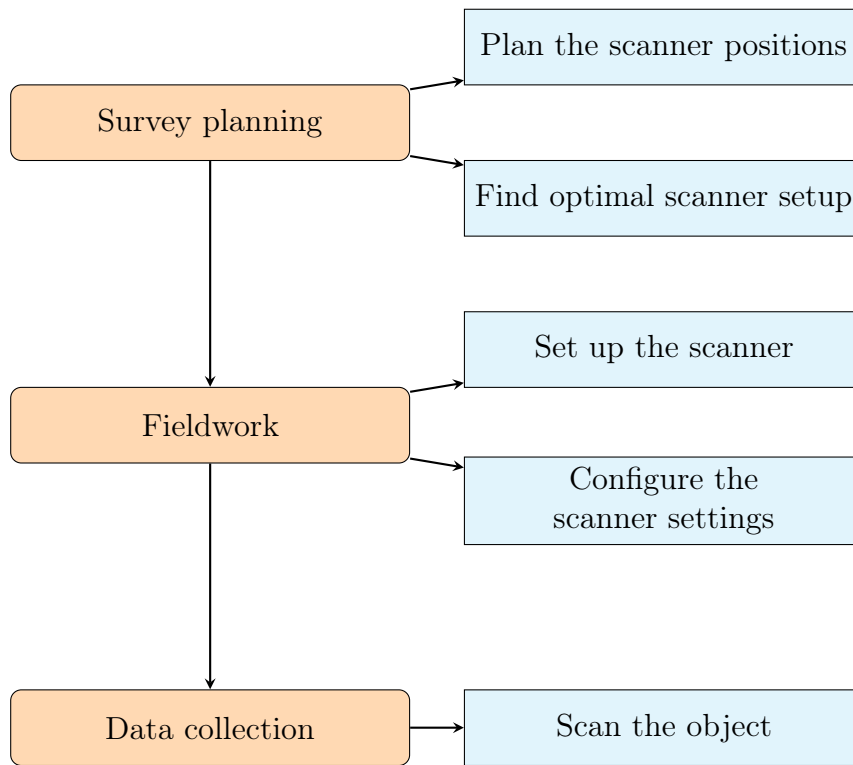 Plan the scanner positions
Survey planning
Find optimal scanner setup
Set up the scanner
Fieldwork
Configure the
scanner settings
Data collection
Scan the object